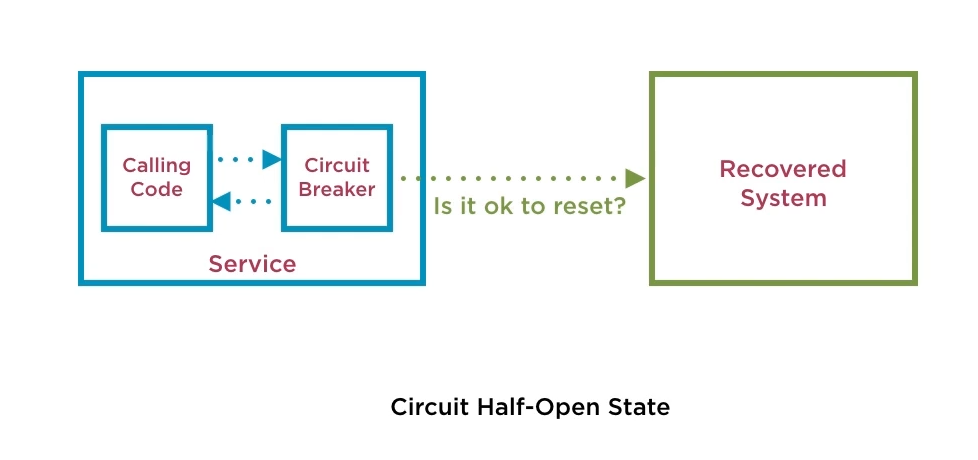 Calling
Code
Circuit
Breaker
Service
Is it ok to reset?
Recovered
System
Circuit Half-Open State